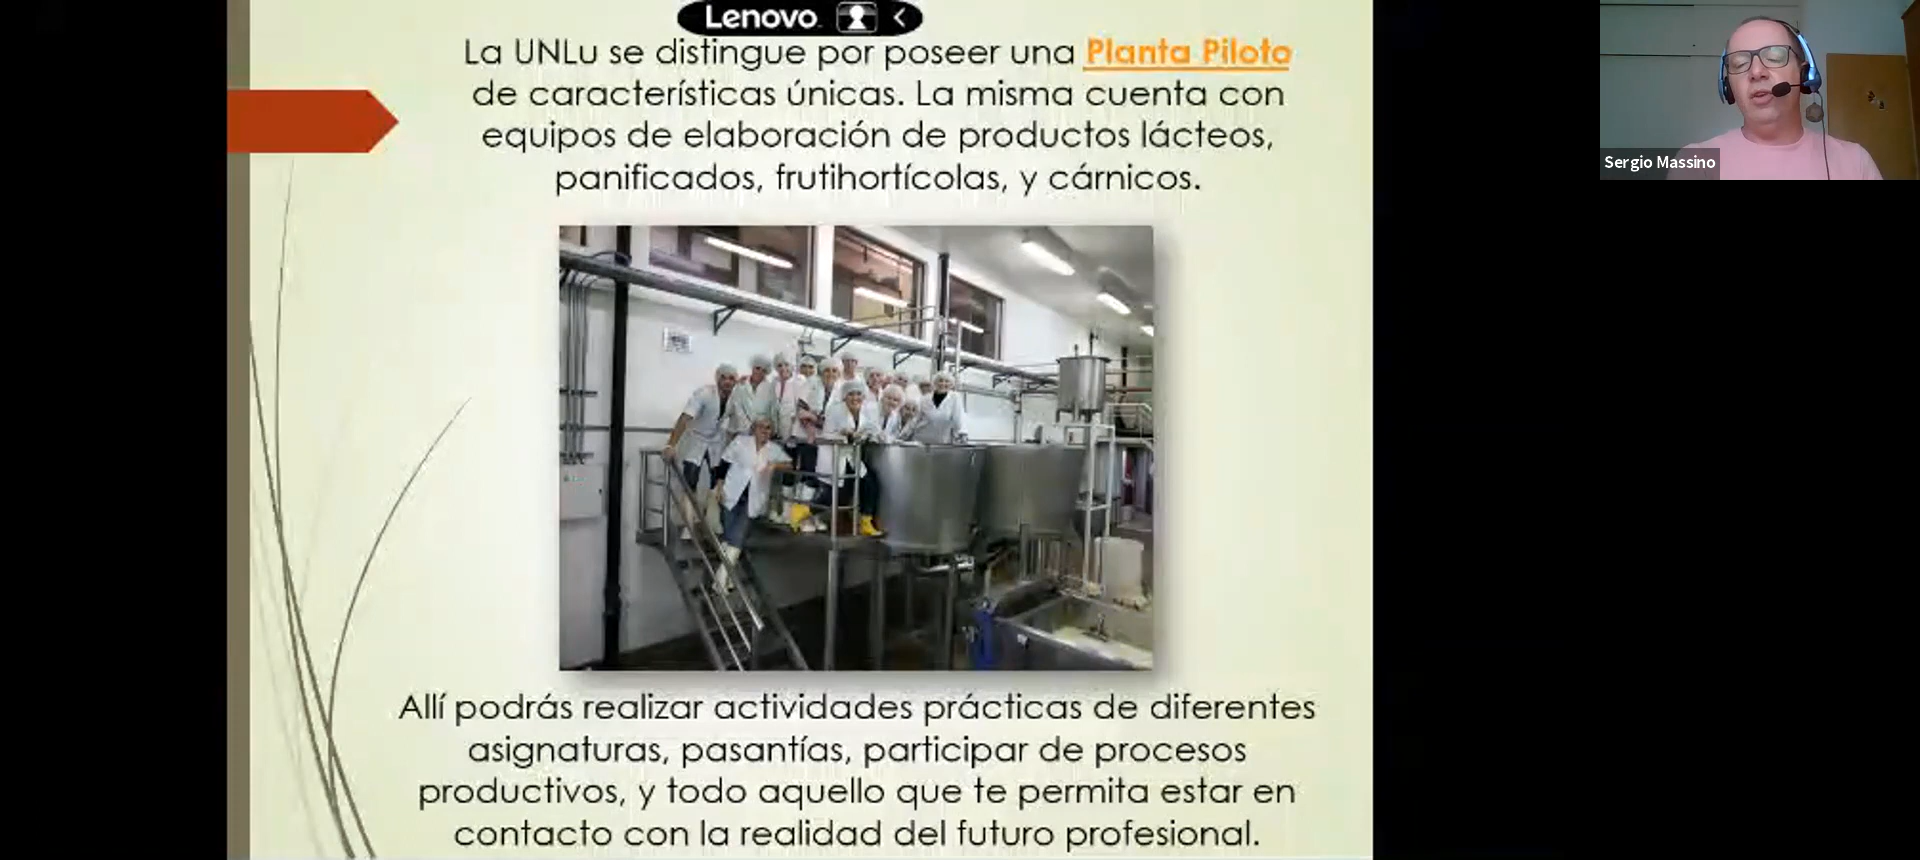 Lenovo
La UNLu se distingue por poseer una Planta Piloto
de características únicas. La misma cuenta con
equipos de elaboración de productos lácteos,
panificados, frutihortícolas, y cárnicos.
Allí podrás realizar actividades prácticas de diferentes
asignaturas, pasantías, participar de procesos
productivos, y todo aquello que te permita estar en
contacto con la realidad del futuro profesional.
Sergio Massino